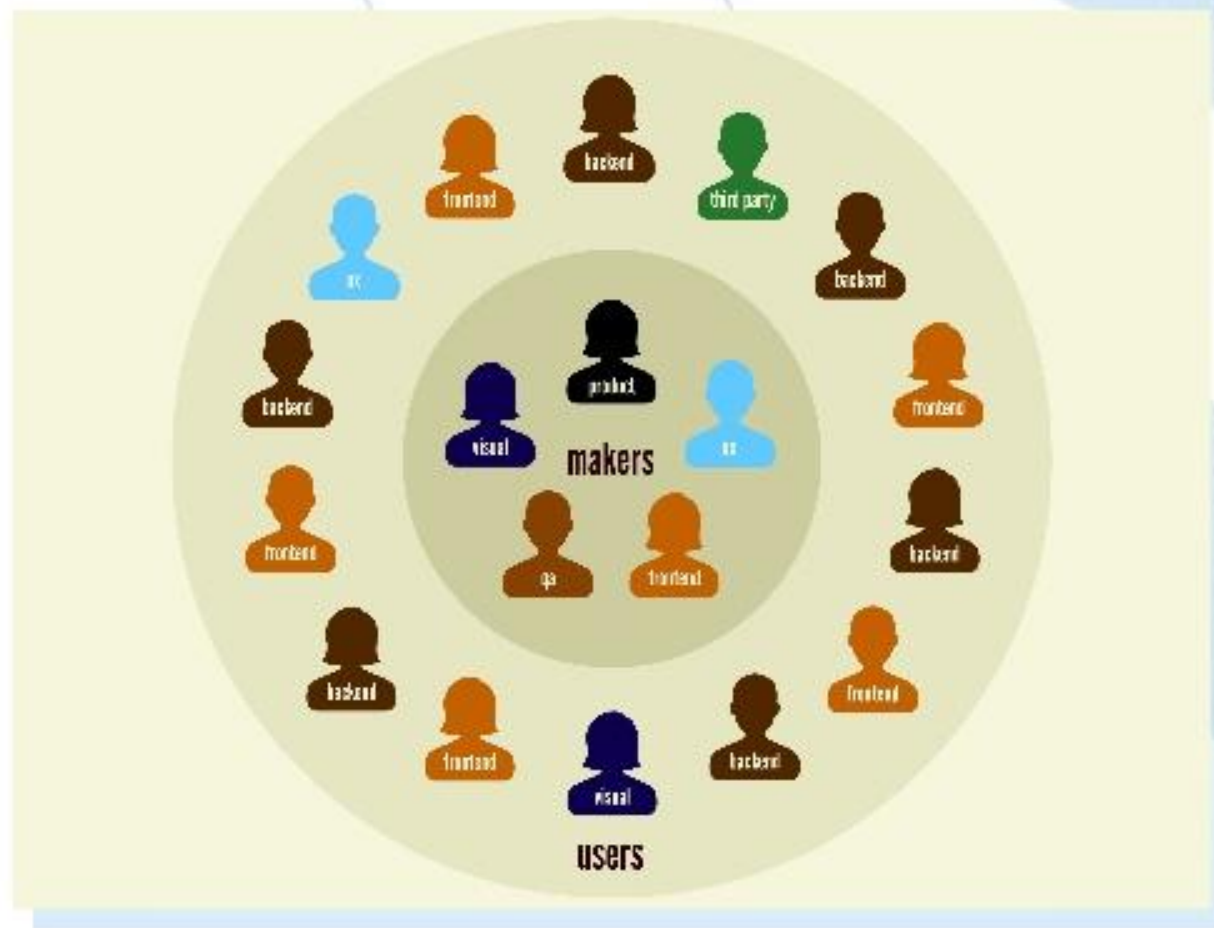 backend
frontend
third party
ux
backend
backend
frontend
product
visual
ux
makers
frontend
backend
qa
frontend
backend
frontend
frontend
backend
visual
users